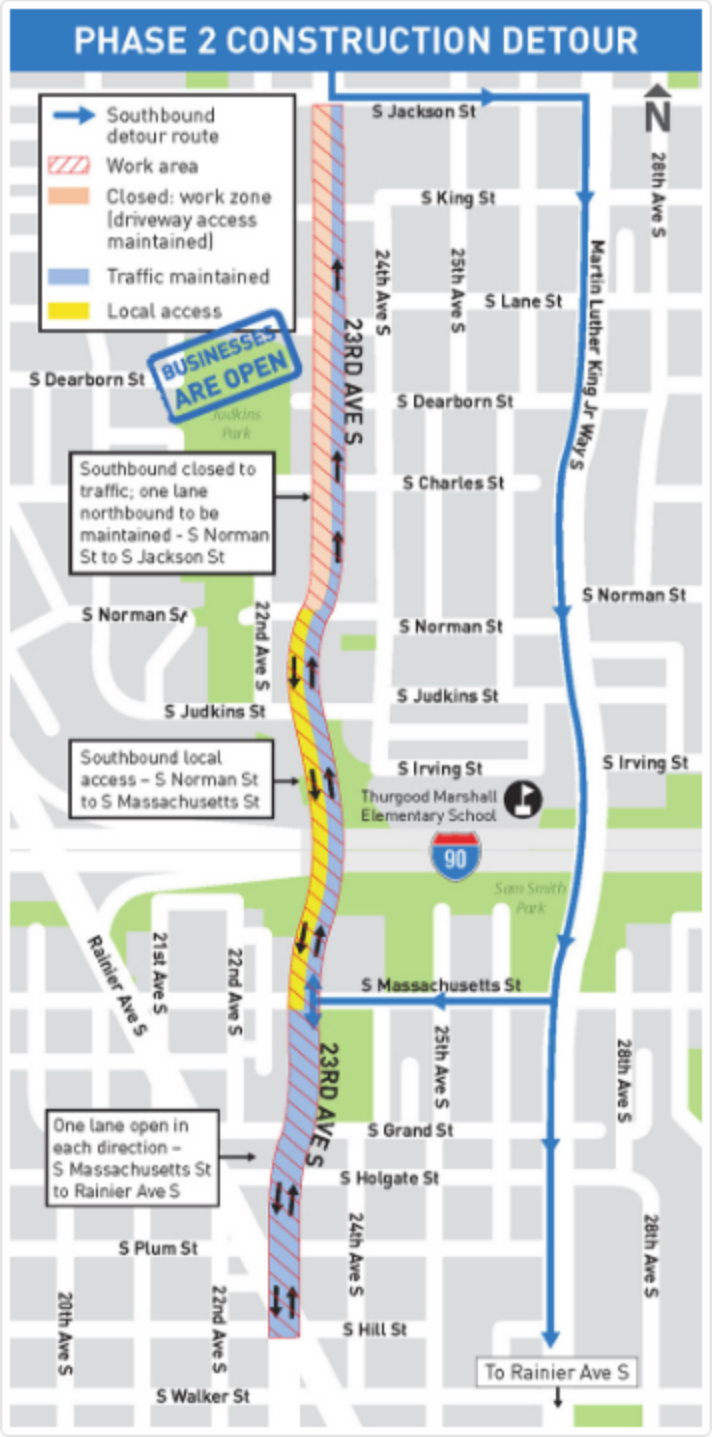 PHASE 2 CONSTRUCTION DETOUR
Southbound
detour route
Work area
Closed: work zone
(driveway access
maintained)
Traffic maintained
Local access
BUSINESSES
ARE OPEN
N
S Jackson St
28th Ave S
S King St
24th Ave S
25th Ave S
S Lane St
Martin Luther King Jr Way S
23RD AVE S
S Dearborn St
S Dearborn St
Judkins
Park
Southbound closed to
traffic; one lane
northbound to be
maintained - S Norman
St to S Jackson St
S Charles St
S Norman St
S Norman St
22nd Ave S
S Norman St
S Judkins St
S Judkins St
Southbound local
access – S Norman St
to S Massachusetts St
S Irving St
S Irving St
Thurgood Marshall
Elementary School
90
Sam Smith
Park
Rainier Ave S
21st Ave S
22nd Ave S
S Massachusetts St
23RD AVE S
25th Ave S
28th Ave S
One lane open in
each direction –
S Massachusetts St
to Rainier Ave S
S Grand St
S Holgate St
S Plum St
24th Ave S
28th Ave S
20th Ave S
22nd Ave S
S Hill St
To Rainier Ave S
S Walker St